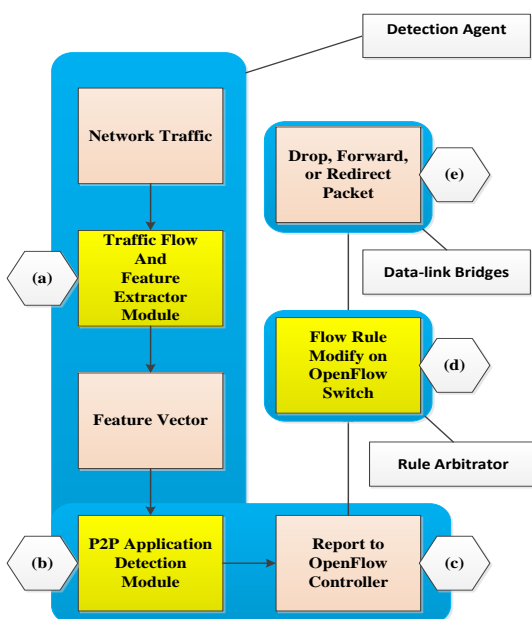 Detection Agent
Network Traffic
Drop, Forward,
or Redirect
Packet
(e)
(a)
Traffic Flow
And
Feature
Extractor
Module
Data-link Bridges
Flow Rule
Modify on
OpenFlow
Switch
(d)
Feature Vector
Rule Arbitrator
(b)
P2P Application
Detection
Module
Report to
OpenFlow
Controller
(c)